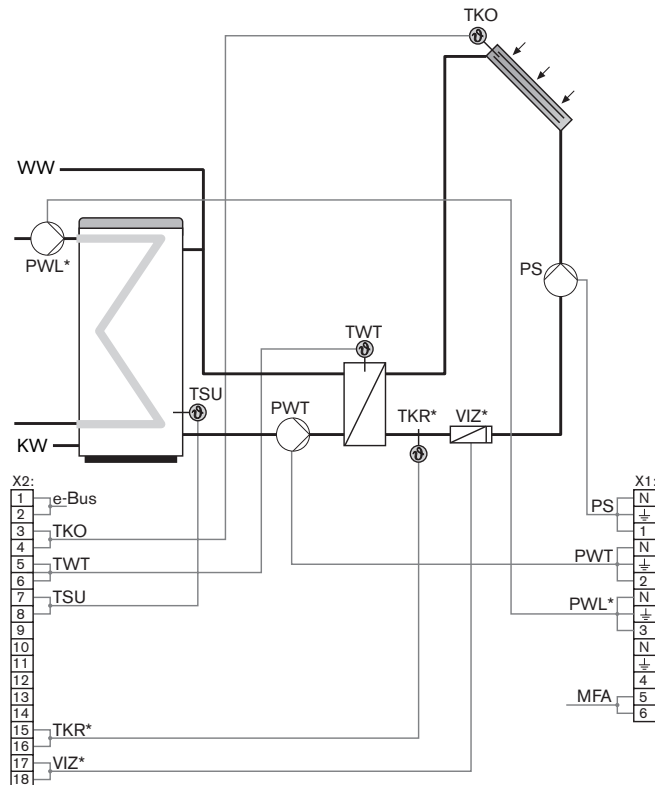 TKO
WW
PWL*
PS
TWT
TSU
PWT
TKR*
VIZ*
KW
X2:
1
2
3
4
5
6
7
8
9
10
11
12
13
14
15
16
17
18
e-Bus
TKO
TWT
TSU
TKR*
VIZ*
X1:
PS
PWT
PWL*
MFA
N
1
N
2
N
3
N
4
5
6